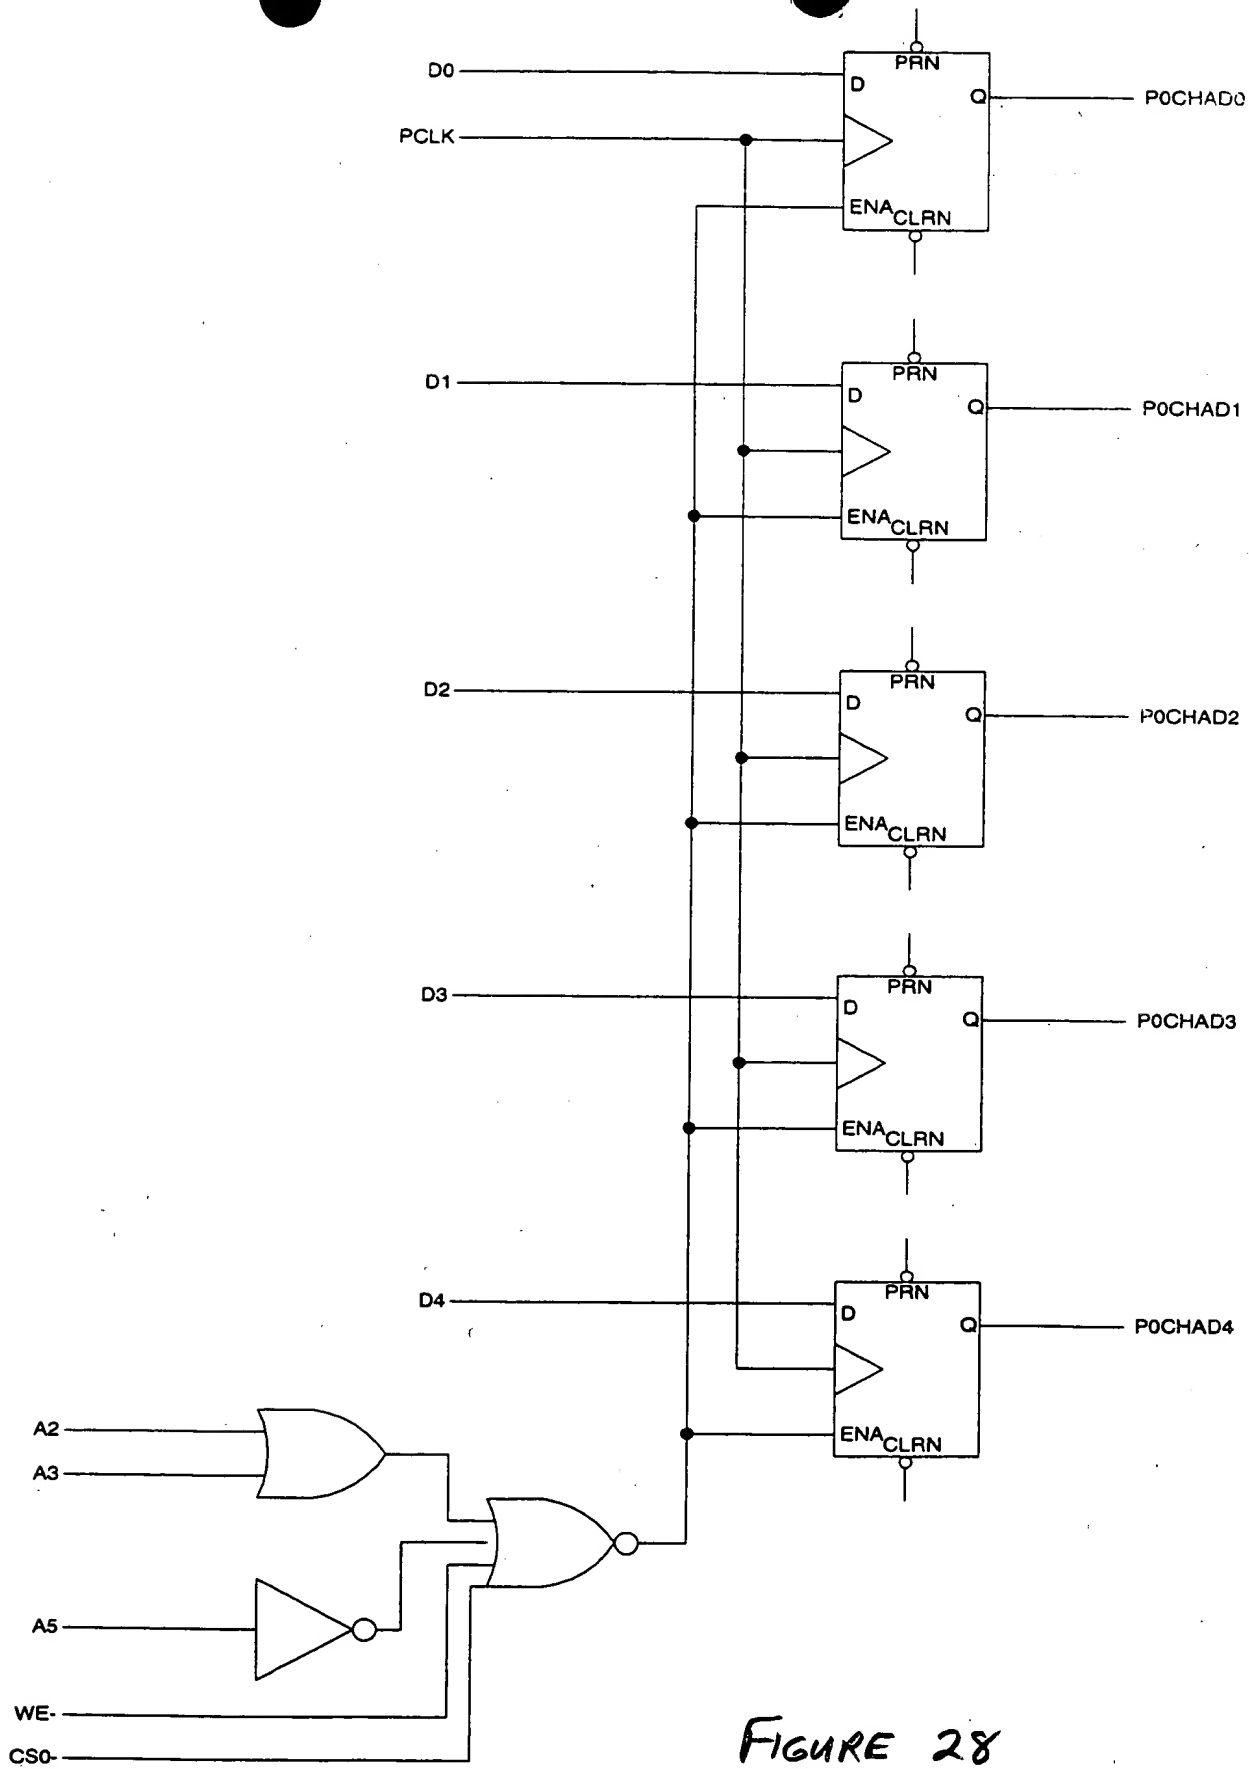 PRN
D0
D
Q
P0CHAD0
PCLK
ENA
CLRN
PRN
D1
D
Q
P0CHAD1
ENA
CLRN
PRN
D2
D
Q
P0CHAD2
ENA
CLRN
PRN
D3
D
Q
P0CHAD3
ENA
CLRN
PRN
D4
D
Q
P0CHAD4
ENA
CLRN
A2
A3
A5
WE-
CS0-
FIGURE 28